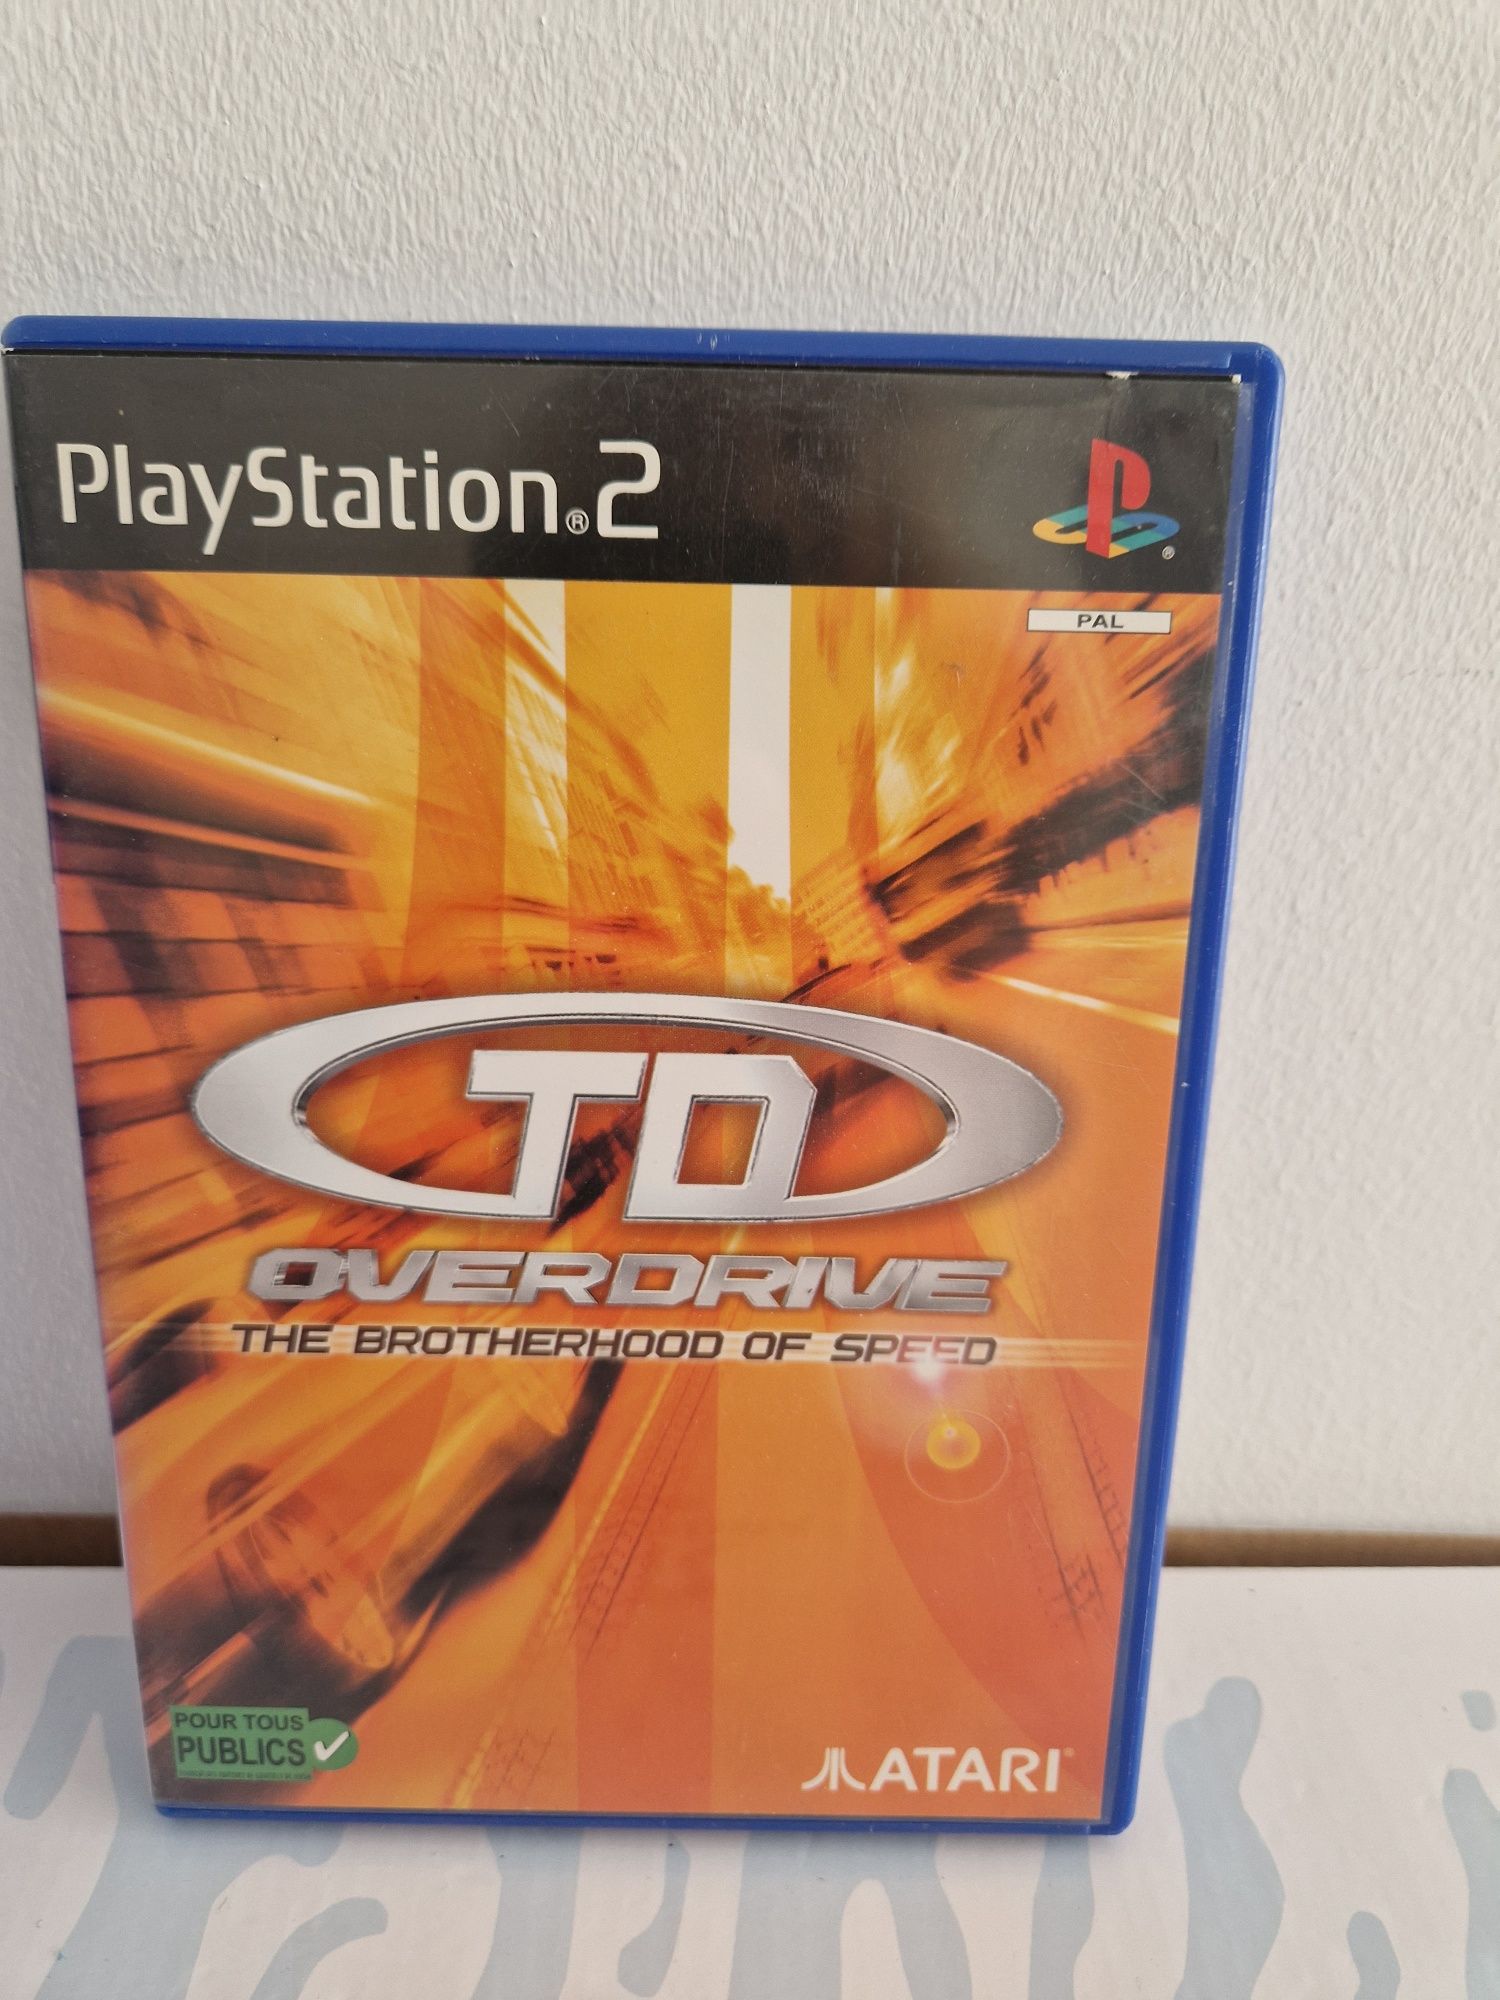 PlayStation®2
®
PAL
TD
OVERDRIVE
THE BROTHERHOOD OF SPEED
POUR TOUS
PUBLICS
ATARI®